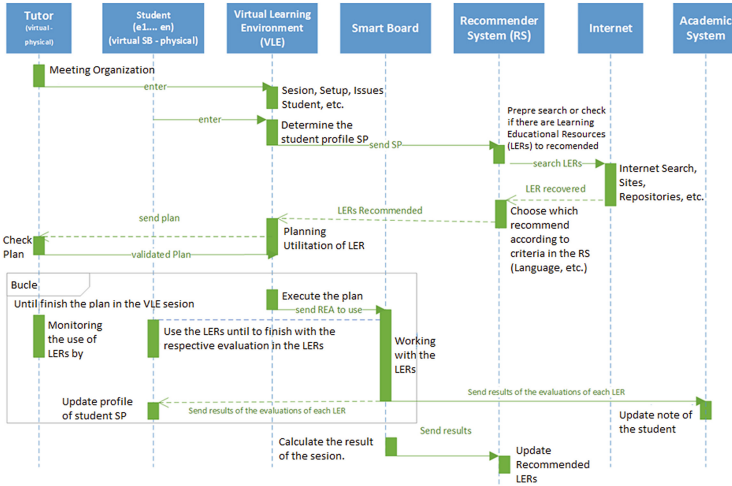 Tutor
(virtual -
physical)
Student
(e1.... en)
(virtual SB - physical)
Virtual Learning
Environment
(VLE)
Smart Board
Recommender
System (RS)
Internet
Academic
System
Meeting Organization
enter
Sesion, Setup, Issues
Student, etc.
enter
Determine the
student profile SP
send SP
Prepre search or check
if there are Learning
Educational Resources
(LERs) to recomended
search LERs
Internet Search,
Sites,
Repositories, etc.
LER recovered
LERs Recommended
Choose which
recommend
according to
criteria in the RS
(Language, etc.)
send plan
Planning
Utilitation of LER
Check
Plan
validated Plan
Bucle
Until finish the plan in the VLE sesion
Execute the plan
send REA to use
Monitoring
the use of
LERs by
Use the LERs until to finish with the
respective evaluation in the LERs
Working
with the
LERs
Send results of the evaluations of each LER
Update profile
of student SP
Send results of the evaluations of each LER
Update note of
the student
Calculate the result
of the sesion.
Send results
Update
Recommended
LERs